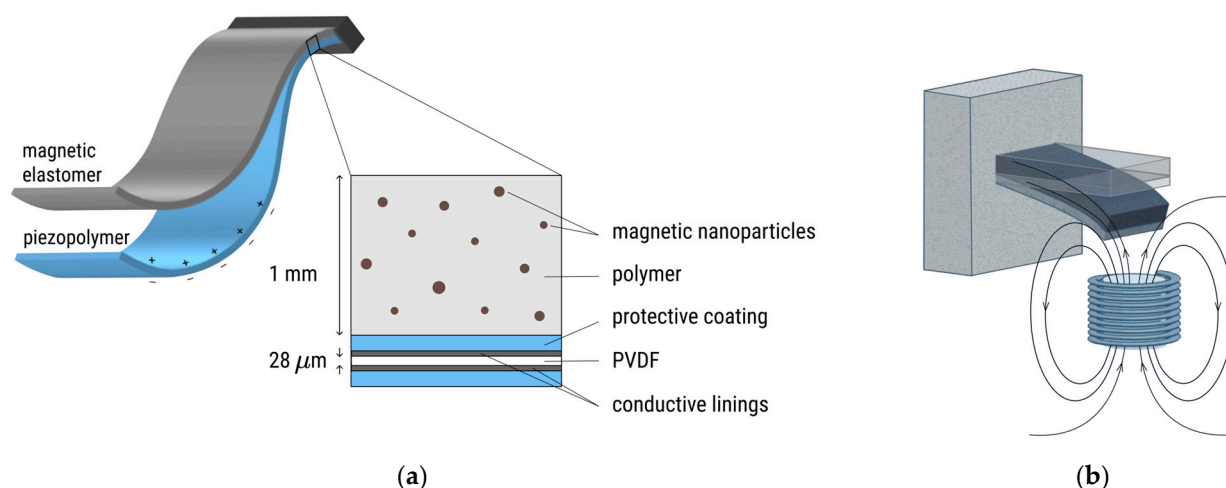 magnetic
elastomer
piezopolymer
+ + + + +
− − − − −
1 mm
28 μm
magnetic nanoparticles
polymer
protective coating
PVDF
conductive linings
(a)
(b)